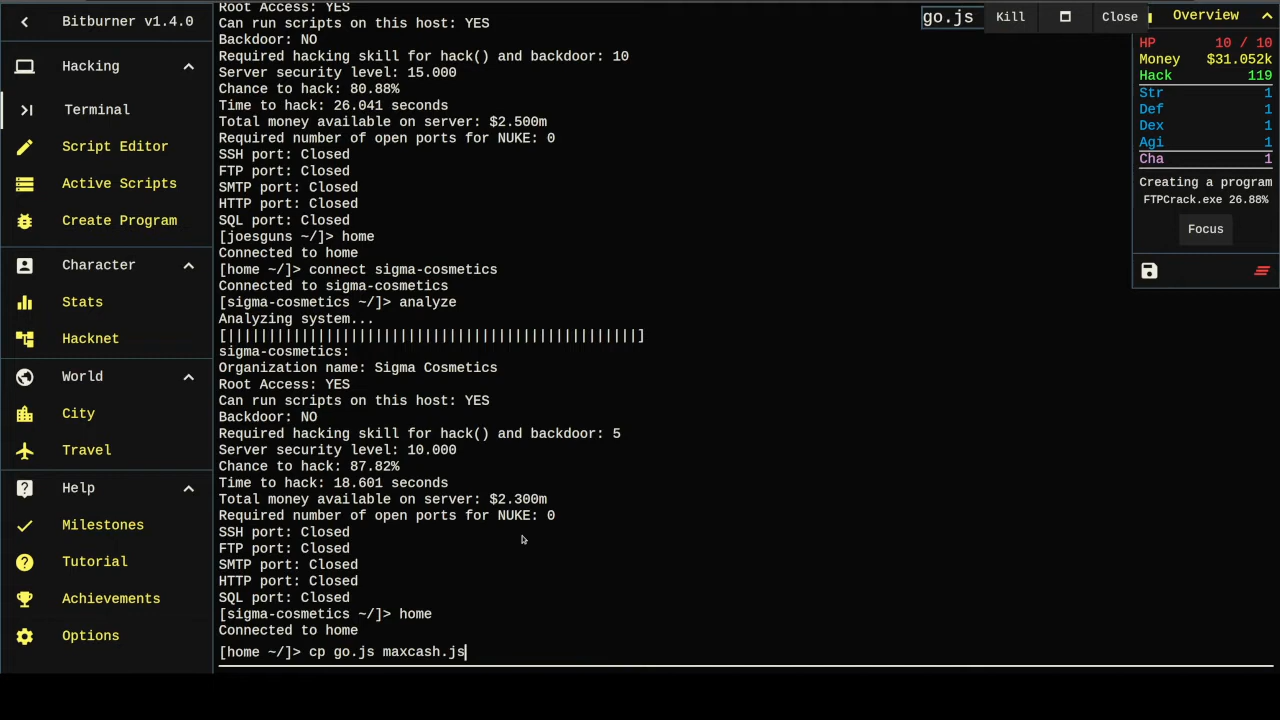 Bitburner v1.4.0
Hacking
Terminal
Script Editor
Active Scripts
Create Program
Character
Stats
Hacknet
World
City
Travel
Help
Milestones
Tutorial
Achievements
Options
Root Access: YES
Can run scripts on this host: YES
Backdoor: NO
Required hacking skill for hack() and backdoor: 10
Server security level: 15.000
Chance to hack: 80.88%
Time to hack: 26.041 seconds
Total money available on server: $2.500m
Required number of open ports for NUKE: 0
SSH port: Closed
FTP port: Closed
SMTP port: Closed
HTTP port: Closed
SQL port: Closed
[joesguns ~/]> home
Connected to home
[home ~/]> connect sigma-cosmetics
Connected to sigma-cosmetics
[sigma-cosmetics ~/]> analyze
Analyzing system...
[||||||||||||||||||||||||||||||||||||||||||||||||||]
sigma-cosmetics:
Organization name: Sigma Cosmetics
Root Access: YES
Can run scripts on this host: YES
Backdoor: NO
Required hacking skill for hack() and backdoor: 5
Server security level: 10.000
Chance to hack: 87.82%
Time to hack: 18.601 seconds
Total money available on server: $2.300m
Required number of open ports for NUKE: 0
SSH port: Closed
FTP port: Closed
SMTP port: Closed
HTTP port: Closed
SQL port: Closed
[sigma-cosmetics ~/]> home
Connected to home
[home ~/]> cp go.js maxcash.js
go.js Kill Close
Overview
HP 10 / 10
Money $31.052k
Hack 119
Str 1
Def 1
Dex 1
Agi 1
Cha 1
Creating a program
FTPCrack.exe 26.88%
Focus